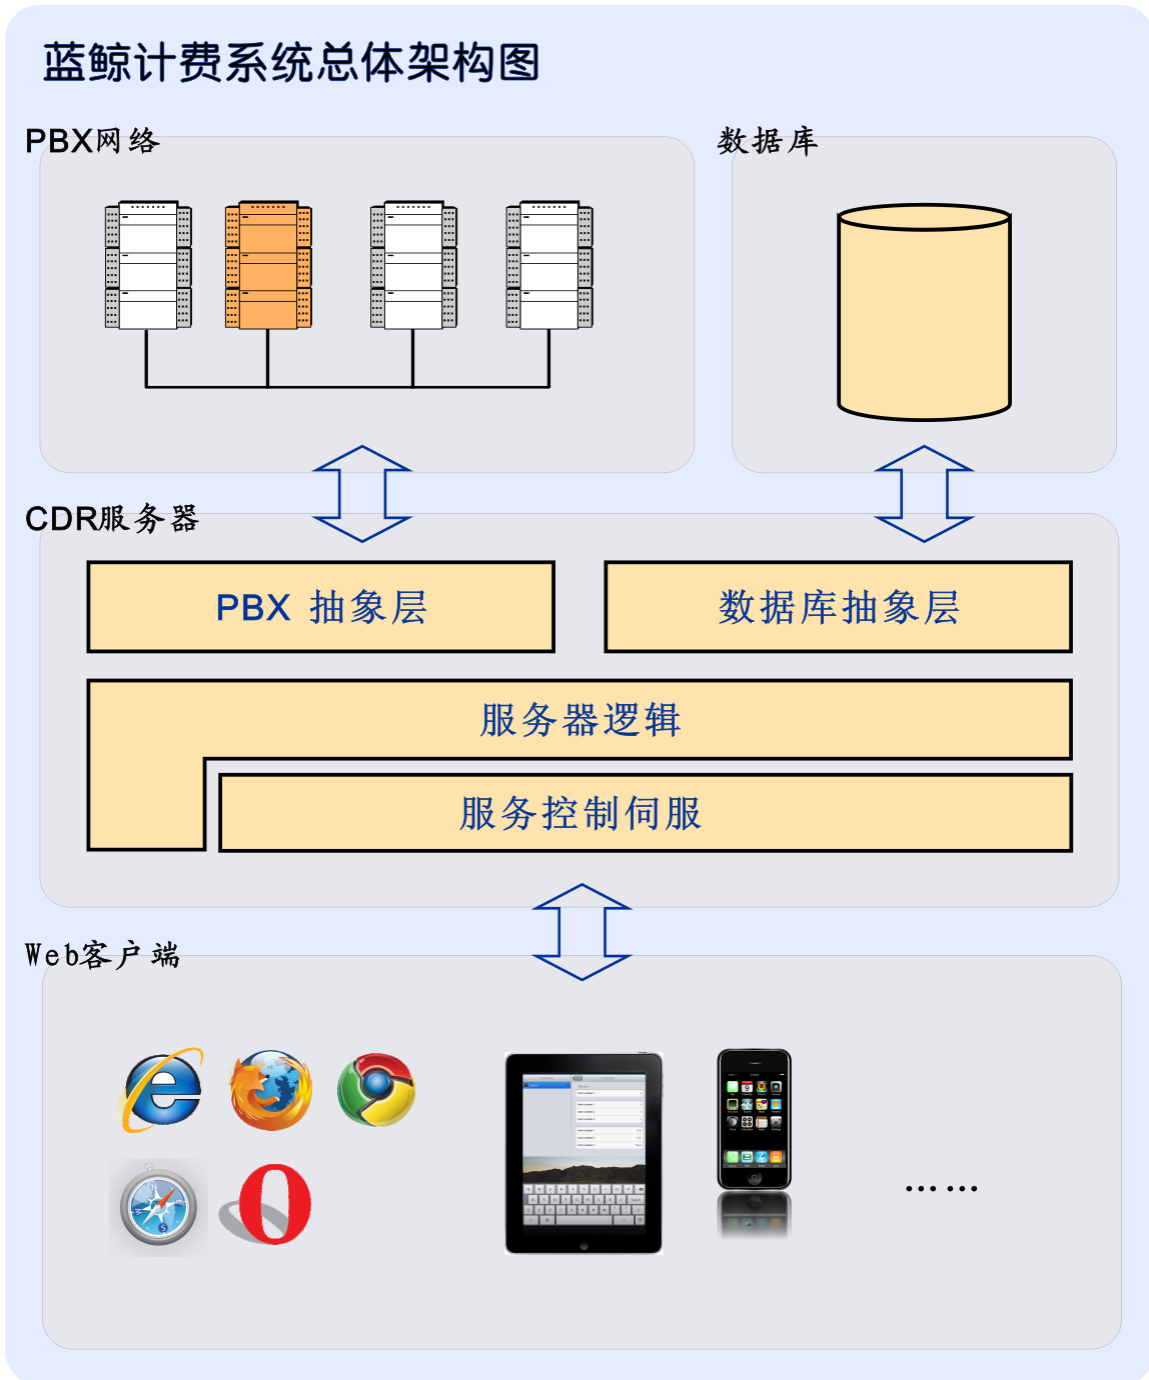 蓝鲸计费系统总体架构图
PBX网络
数据库
CDR服务器
PBX 抽象层
数据库抽象层
服务器逻辑
服务控制伺服
Web客户端
……